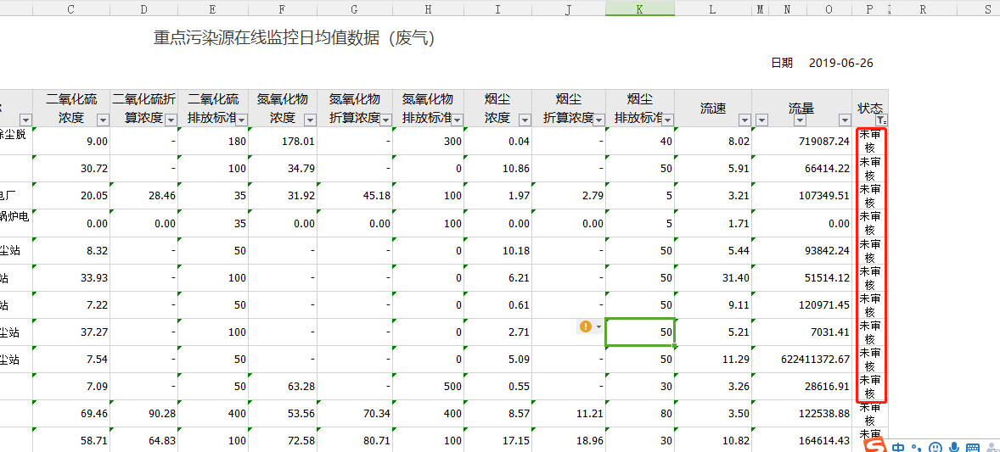 C D E F G H I J K L M N O P R S
重点污染源在线监控日均值数据（废气）
日期 2019-06-26
二氧化硫 二氧化硫折 二氧化硫 氮氧化物 氮氧化物 氮氧化物 烟尘 烟尘 烟尘 流速 流量 状态
浓度 算浓度 排放标准 浓度 折算浓度 排放标准 浓度 折算浓度 排放标准
除尘脱 9.00 - 180 178.01 - 300 0.04 - 40 8.02 719087.24 未审核
30.72 - 100 34.79 - 0 10.86 - 50 5.91 66414.22 未审核
电厂 20.05 28.46 35 31.92 45.18 100 1.97 2.79 5 3.21 107349.51 未审核
锅炉电 0.00 0.00 35 0.00 0.00 100 0.00 0.00 5 1.71 0.00 未审核
尘站 8.32 - 50 - - 0 10.18 - 50 5.44 93842.24 未审核
站 33.93 - 100 - - 0 6.21 - 50 31.40 51514.12 未审核
站 7.22 - 50 - - 0 0.61 - 50 9.11 120971.45 未审核
尘站 37.27 - 100 - - 0 2.71 - 50 5.21 7031.41 未审核
尘站 7.54 - 50 - - 0 5.09 - 50 11.29 622411372.67 未审核
7.09 - 50 63.28 - 500 0.55 - 30 3.26 28616.91 未审核
69.46 90.28 400 53.56 70.34 400 8.57 11.21 80 3.50 122538.88 未审核
58.71 64.83 100 72.58 80.71 100 17.15 18.96 30 10.82 164614.43 未审
中